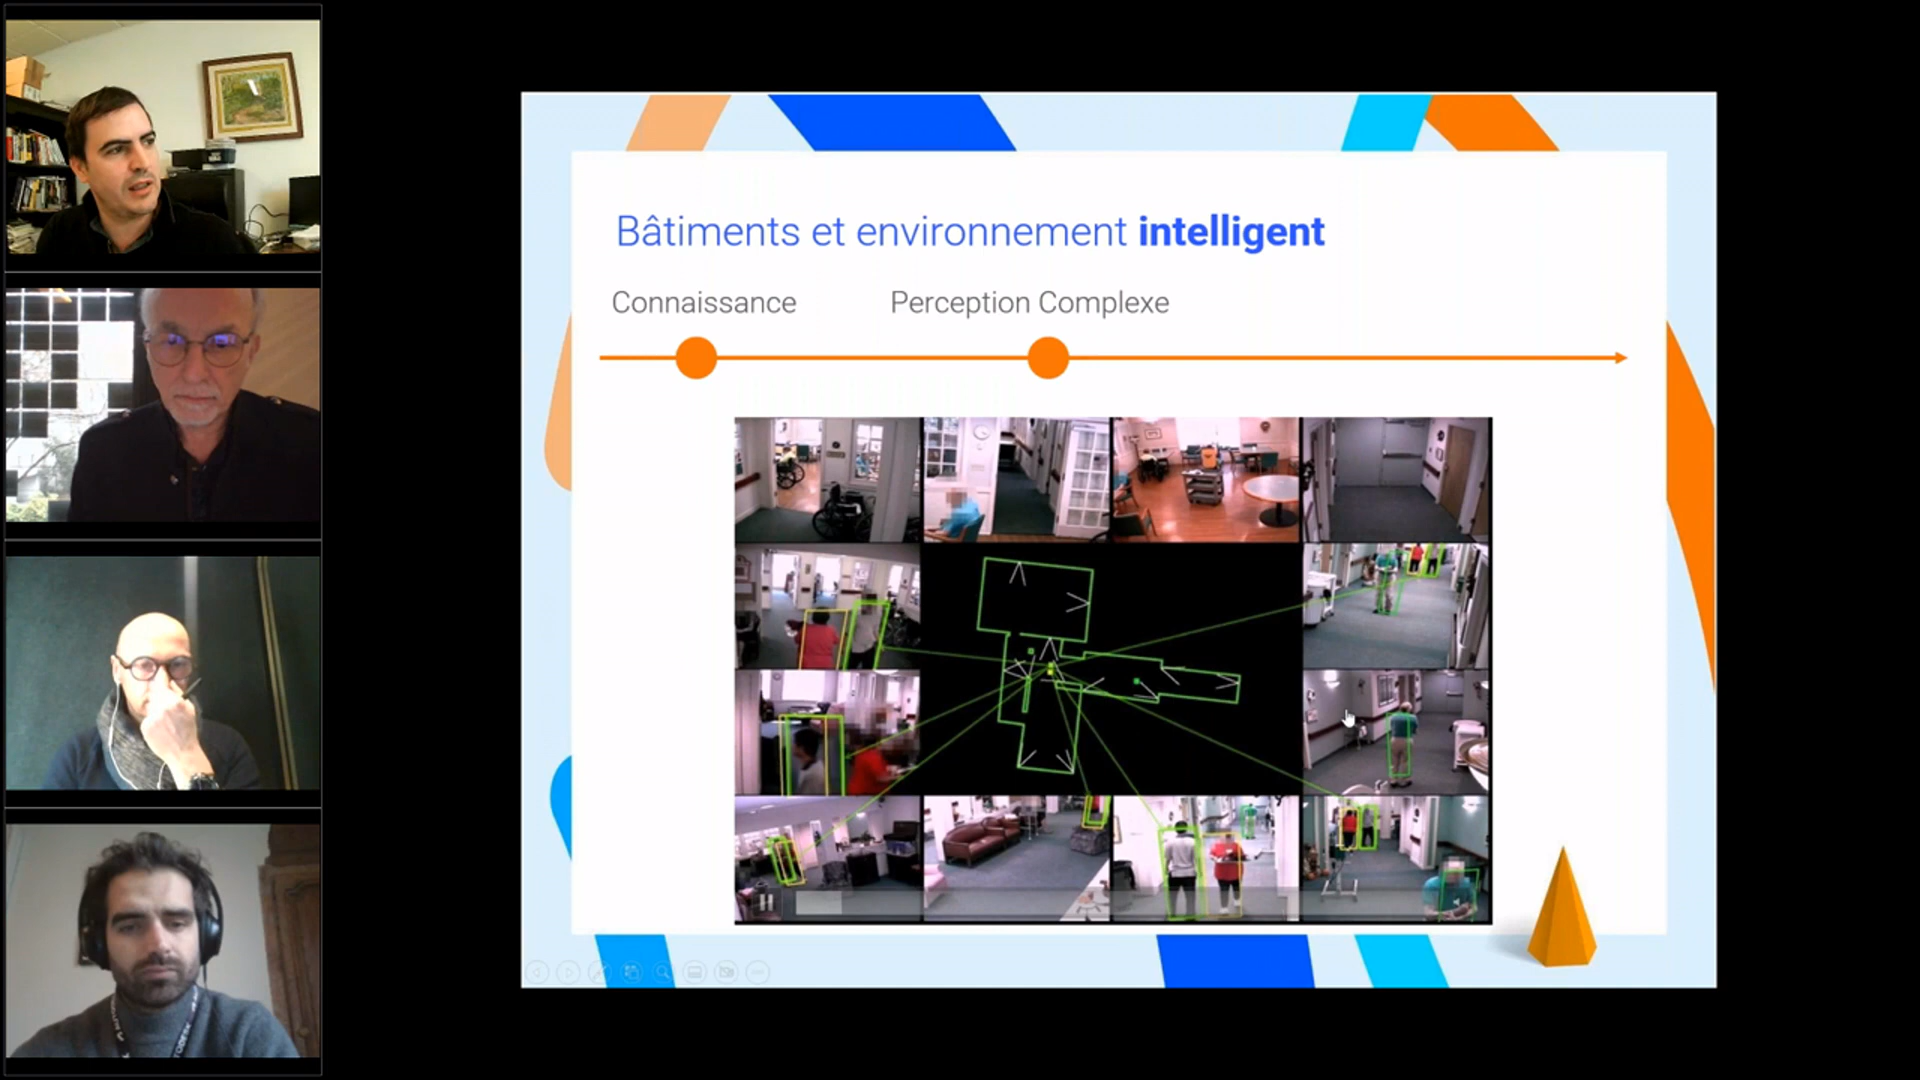 Bâtiments et environnement intelligent
Connaissance
Perception Complexe